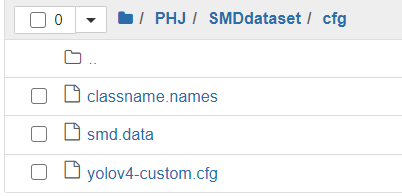 0 / PHJ / SMDdataset / cfg
..
classname.names
smd.data
yolov4-custom.cfg